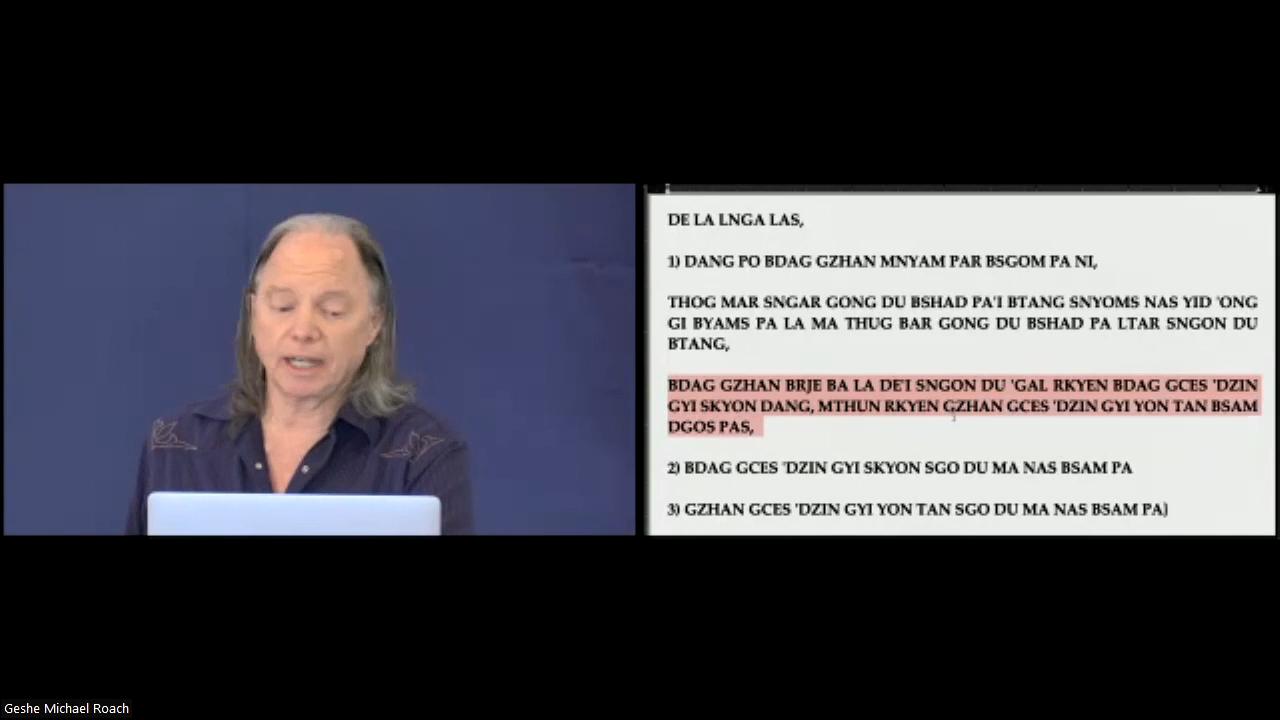 DE LA LNGA LAS,
1) DANG PO BDAG GZHAN MNYAM PAR BSGOM PA NI,
THOG MAR SNGAR GONG DU BSHAD PA'I BTANG SNYOMS NAS YID 'ONG
GI BYAMS PA LA MA THUG BAR GONG DU BSHAD PA LTAR SNGON DU
BTANG,
BDAG GZHAN BRJE BA LA DE'I SNGON DU 'GAL RKYEN BDAG GCES 'DZIN
GYI SKYON DANG, MTHUN RKYEN GZHAN GCES 'DZIN GYI YON TAN BSAM
DGOS PAS,
2) BDAG GCES 'DZIN GYI SKYON SGO DU MA NAS BSAM PA
3) GZHAN GCES 'DZIN GYI YON TAN SGO DU MA NAS BSAM PA)
Geshe Michael Roach